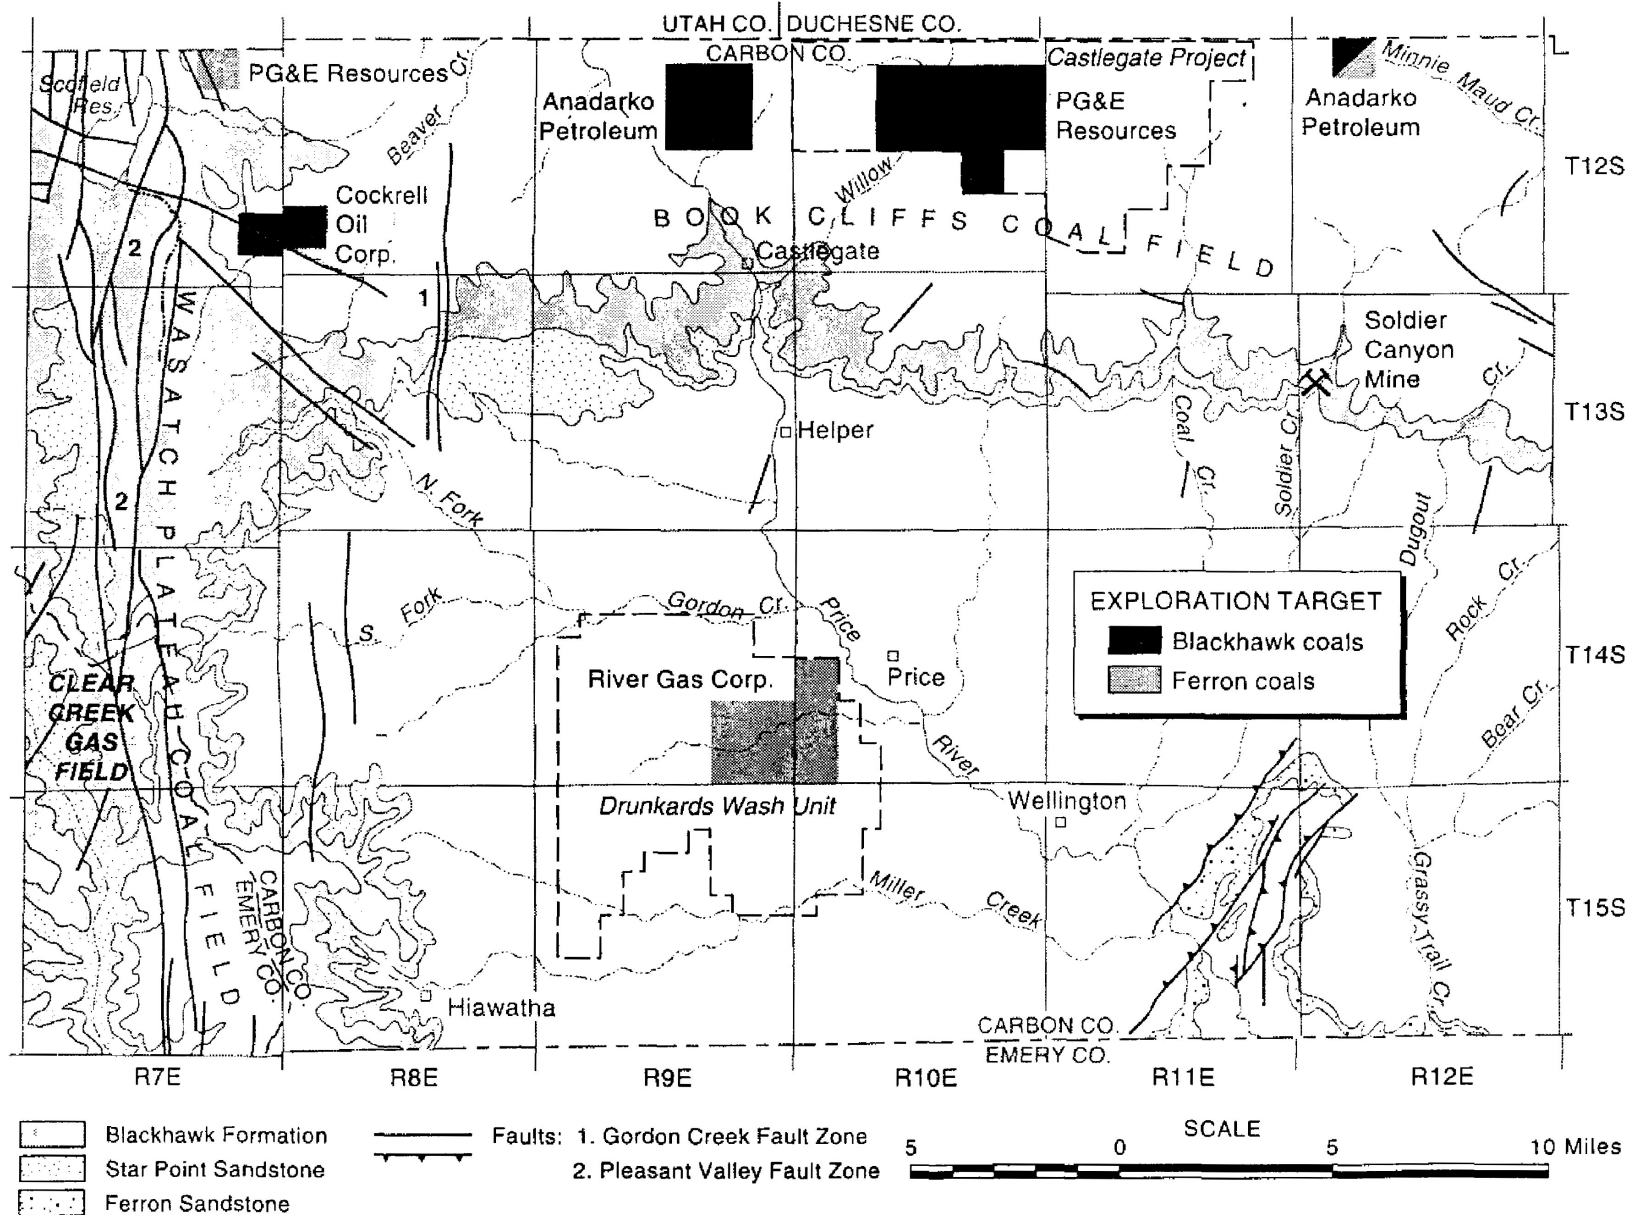 UTAH CO. DUCHESNE CO.
CARBON CO.
Castlegate Project
Scofield
Res.
PG&E Resources
Beaver Cr.
Anadarko
Petroleum
PG&E
Resources
Anadarko
Petroleum
Minnie Maud Cr.
T12S
Willow
Cockrell
Oil
Corp.
BOOK CLIFFS COAL FIELD
Castlegate
2
1
Soldier
Canyon
Mine
Cr.
T13S
WASATCH PLATEAU COAL FIELD
Helper
Coal Cr.
Soldier Cr.
2
N. Fork
Dugout
S. Fork
Gordon Cr.
Price
River
EXPLORATION TARGET
Blackhawk coals
Ferron coals
Rock Cr.
T14S
CLEAR
CREEK
GAS
FIELD
River Gas Corp.
Price
Bear Cr.
Drunkards Wash Unit
Wellington
CARBON CO.
EMERY CO.
Miller Creek
Grassy Trail Cr.
T15S
Hiawatha
CARBON CO.
EMERY CO.
R7E R8E R9E R10E R11E R12E
Blackhawk Formation
Star Point Sandstone
Ferron Sandstone
Faults: 1. Gordon Creek Fault Zone
2. Pleasant Valley Fault Zone
SCALE
5 0 5 10 Miles